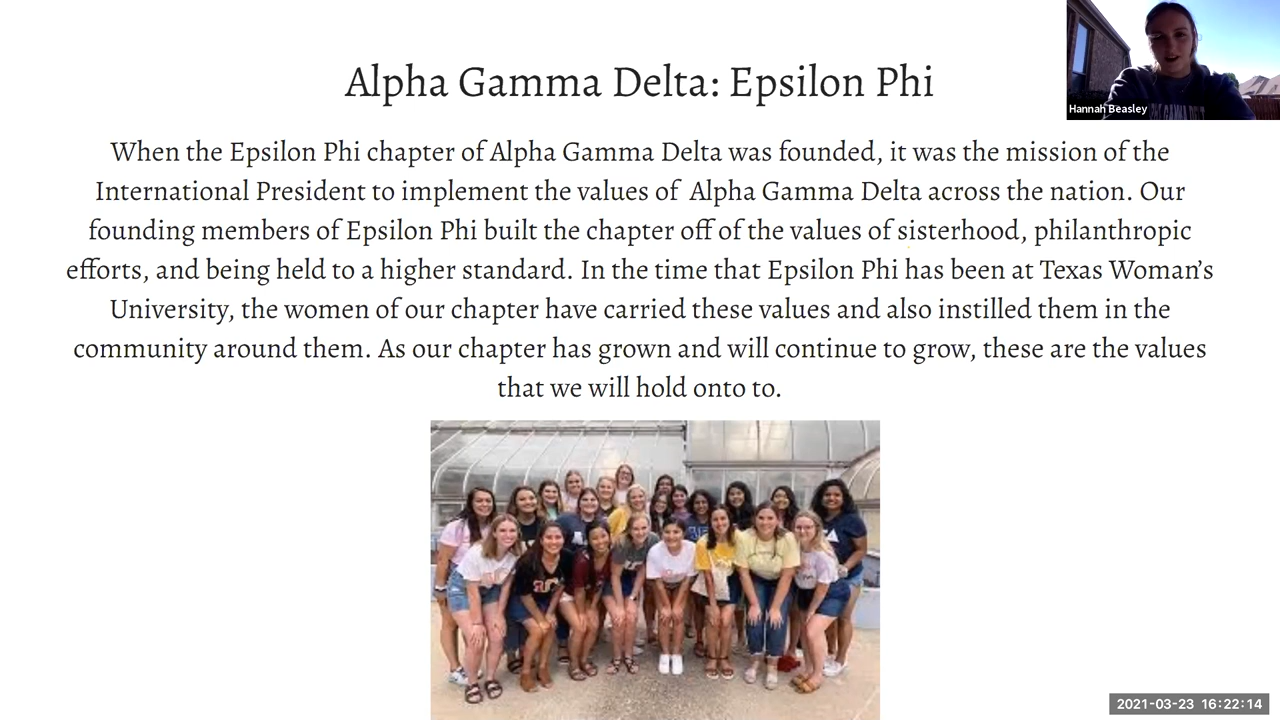 Alpha Gamma Delta: Epsilon Phi
Hannah Beasley
When the Epsilon Phi chapter of Alpha Gamma Delta was founded, it was the mission of the
International President to implement the values of Alpha Gamma Delta across the nation. Our
founding members of Epsilon Phi built the chapter off of the values of sisterhood, philanthropic
efforts, and being held to a higher standard. In the time that Epsilon Phi has been at Texas Woman’s
University, the women of our chapter have carried these values and also instilled them in the
community around them. As our chapter has grown and will continue to grow, these are the values
that we will hold onto to.
2021-03-23 16:22:14